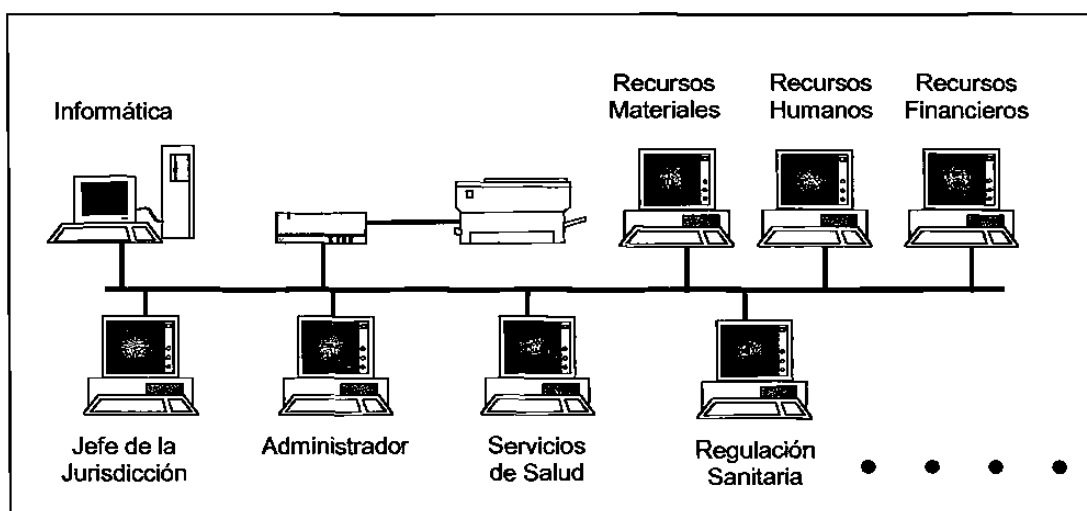 Informática
Recursos
Materiales
Recursos
Humanos
Recursos
Financieros
Jefe de la
Jurisdicción
Administrador
Servicios
de Salud
Regulación
Sanitaria